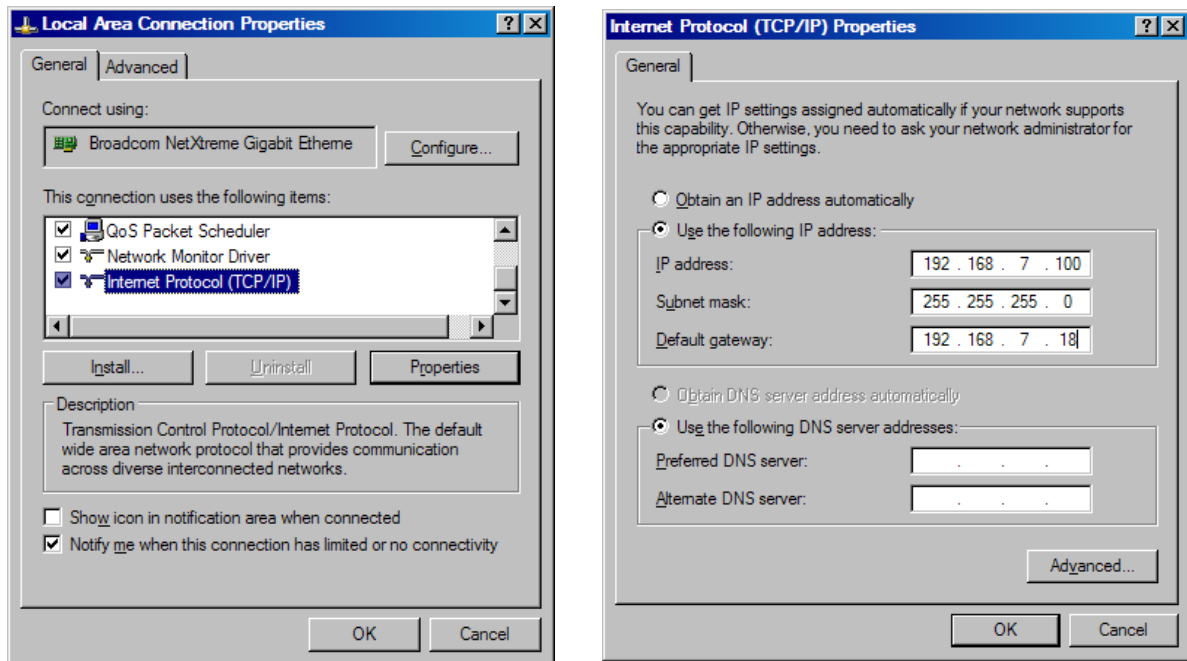 Local Area Connection Properties
General
Advanced
Connect using:
Broadcom NetXtreme Gigabit Etherne
Configure...
This connection uses the following items:
QoS Packet Scheduler
Network Monitor Driver
Internet Protocol (TCP/IP)
Install...
Uninstall
Properties
Description
Transmission Control Protocol/Internet Protocol. The default
wide area network protocol that provides communication
across diverse interconnected networks.
Show icon in notification area when connected
Notify me when this connection has limited or no connectivity
OK
Cancel
Internet Protocol (TCP/IP) Properties
General
You can get IP settings assigned automatically if your network supports
this capability. Otherwise, you need to ask your network administrator for
the appropriate IP settings.
Obtain an IP address automatically
Use the following IP address:
IP address: 192 . 168 . 7 . 100
Subnet mask: 255 . 255 . 255 . 0
Default gateway: 192 . 168 . 7 . 18
Obtain DNS server address automatically
Use the following DNS server addresses:
Preferred DNS server: . . .
Alternate DNS server: . . .
Advanced...
OK
Cancel